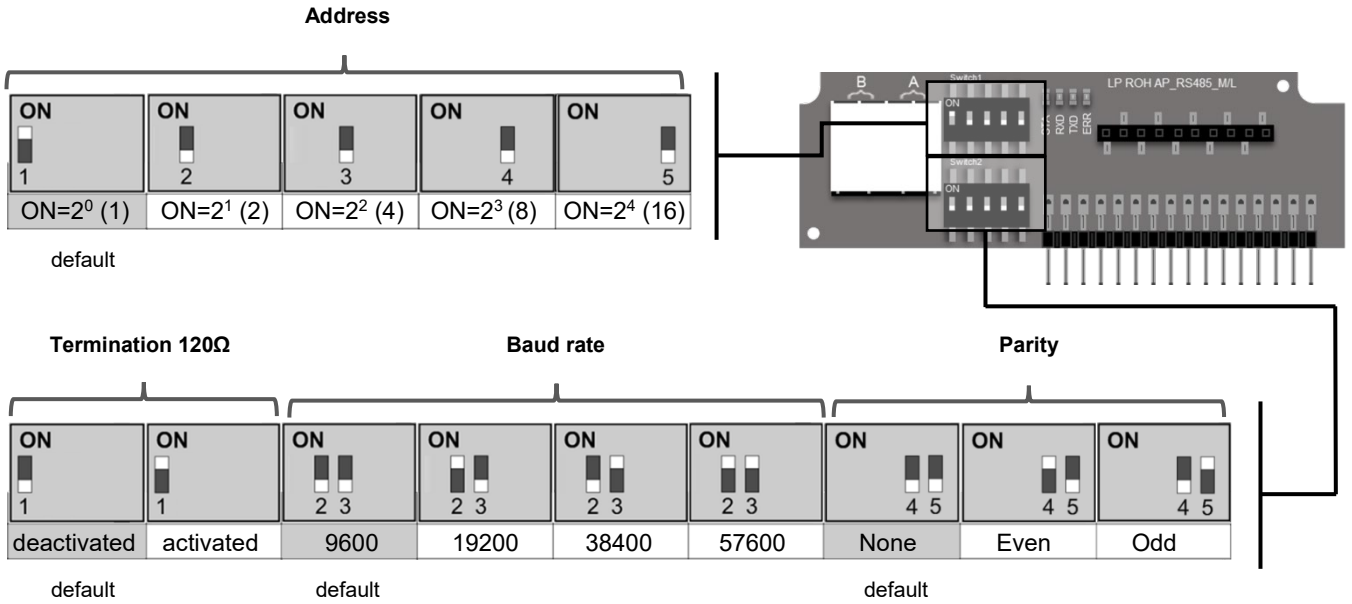 Address
ON ON ON ON ON
1 2 3 4 5
ON=2⁰ (1) ON=2¹ (2) ON=2² (4) ON=2³ (8) ON=2⁴ (16)
default
B A Switch1 LP ROH AP_RS485_M/L
ON
STA RXD TXD ERR
Switch2
ON
Termination 120Ω Baud rate Parity
ON ON ON ON ON ON ON ON ON
1 1 2 3 2 3 2 3 2 3 4 5 4 5 4 5
deactivated activated 9600 19200 38400 57600 None Even Odd
default default default